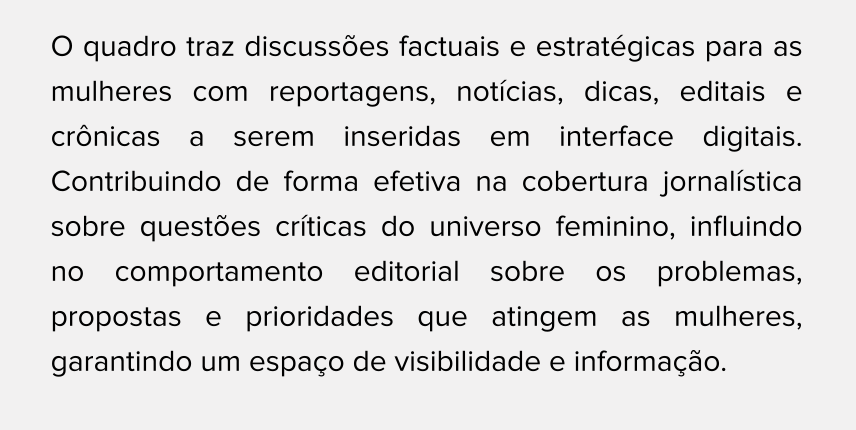 O quadro traz discussões factuais e estratégicas para as
mulheres com reportagens, notícias, dicas, editais e
crônicas a serem inseridas em interface digitais.
Contribuindo de forma efetiva na cobertura jornalística
sobre questões críticas do universo feminino, influindo
no comportamento editorial sobre os problemas,
propostas e prioridades que atingem as mulheres,
garantindo um espaço de visibilidade e informação.